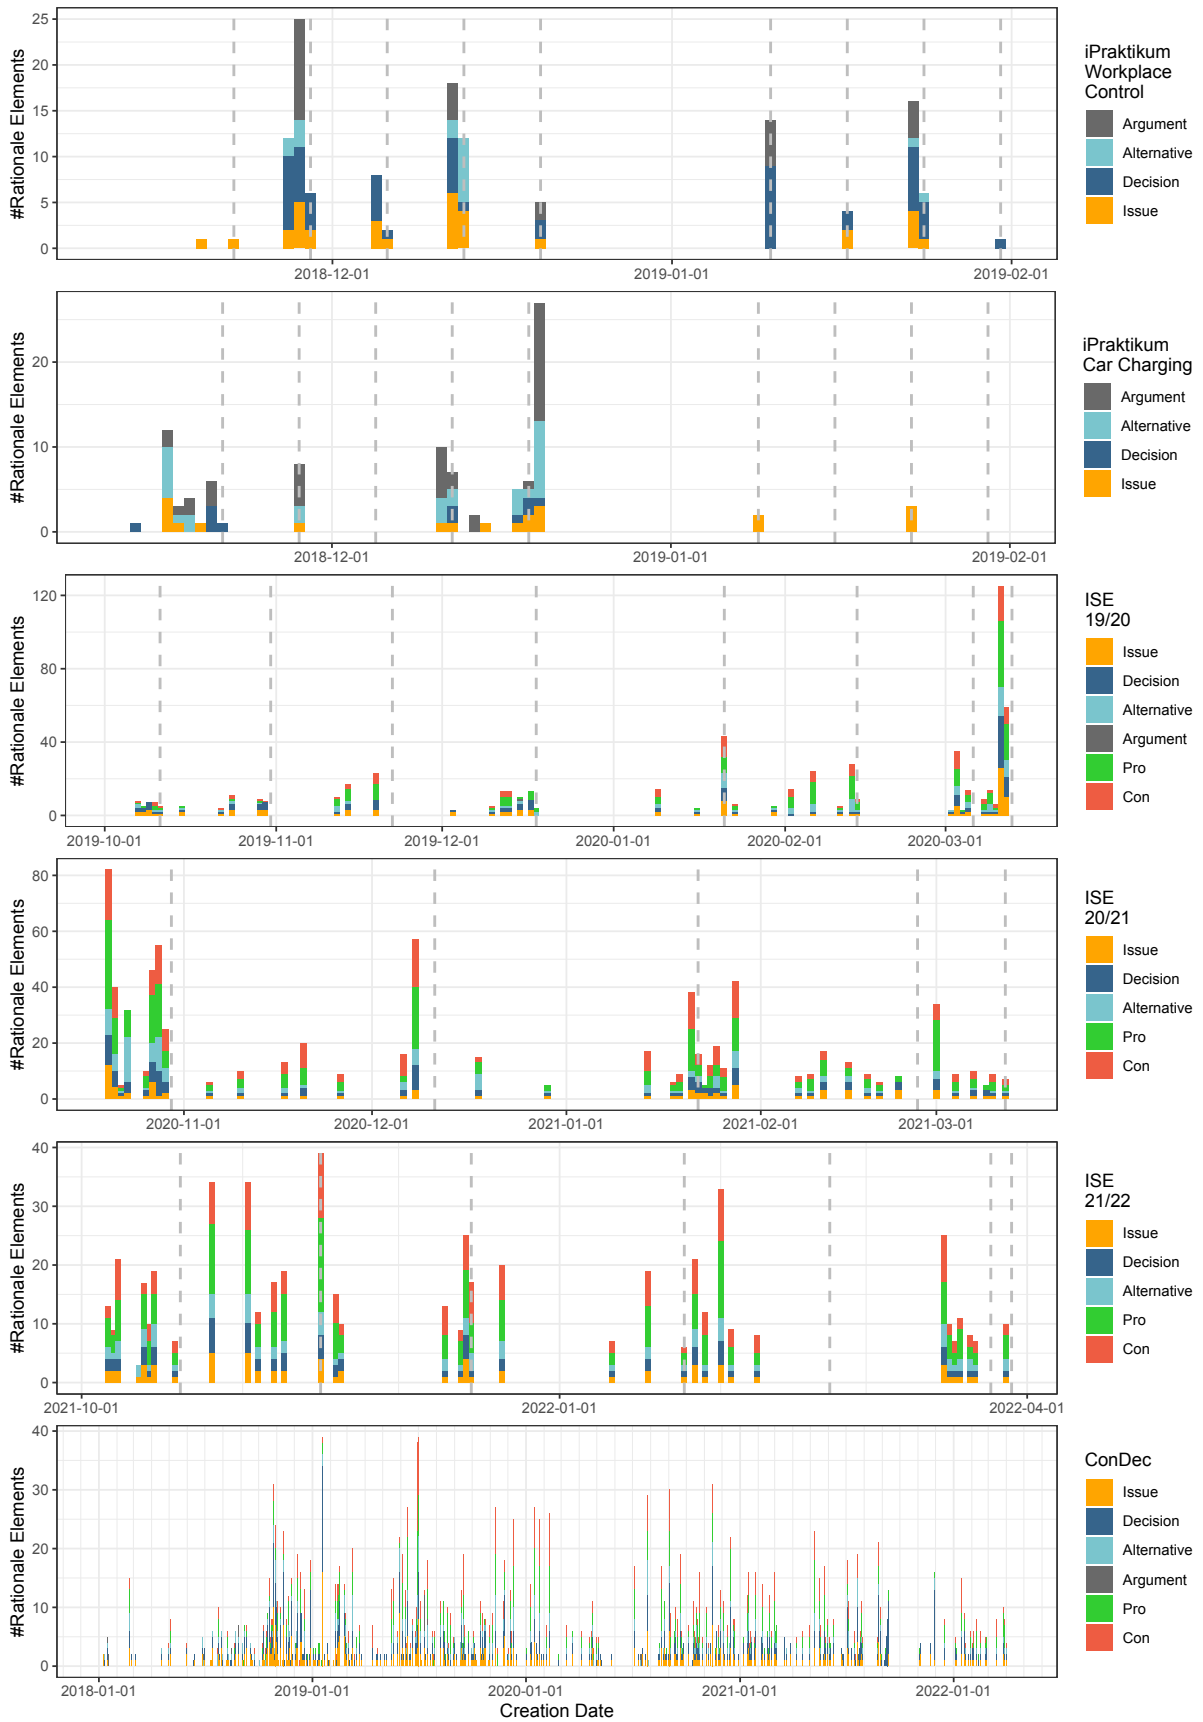 #Rationale Elements
25
20
15
10
5
0
2018-12-01
2019-01-01
2019-02-01
iPraktikum
Workplace
Control
Argument
Alternative
Decision
Issue
#Rationale Elements
20
10
0
2018-12-01
2019-01-01
2019-02-01
iPraktikum
Car Charging
Argument
Alternative
Decision
Issue
#Rationale Elements
120
80
40
0
2019-10-01
2019-11-01
2019-12-01
2020-01-01
2020-02-01
2020-03-01
ISE
19/20
Issue
Decision
Alternative
Argument
Pro
Con
#Rationale Elements
80
60
40
20
0
2020-11-01
2020-12-01
2021-01-01
2021-02-01
2021-03-01
ISE
20/21
Issue
Decision
Alternative
Pro
Con
#Rationale Elements
40
30
20
10
0
2021-10-01
2022-01-01
2022-04-01
ISE
21/22
Issue
Decision
Alternative
Pro
Con
#Rationale Elements
40
30
20
10
0
2018-01-01
2019-01-01
2020-01-01
2021-01-01
2022-01-01
Creation Date
ConDec
Issue
Decision
Alternative
Argument
Pro
Con